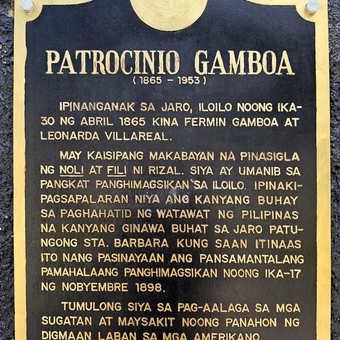 PATROCINIO GAMBOA
(1865 - 1953)
IPINANGANAK SA JARO, ILOILO NOONG IKA-
30 NG ABRIL 1865 KINA FERMIN GAMBOA AT
LEONARDA VILLAREAL.
MAY KAISIPANG MAKABAYAN NA PINASIGLA
NG NOLI AT FILI NI RIZAL. SIYA AY UMANIB SA
PANGKAT PANGHIMAGSIKAN SA ILOILO. IPINAKI-
PAGSAPALARAN NIYA ANG KANYANG BUHAY
SA PAGHAHATID NG WATAWAT NG PILIPINAS
NA KANYANG GINAWA BUHAT SA JARO PATU-
NGONG STA. BARBARA KUNG SAAN ITINAAS
ITO NANG PASINAYAAN ANG PANSAMANTALANG
PAMAHALAANG PANGHIMAGSIKAN NOONG IKA-17
NG NOBYEMBRE 1898.
TUMULONG SIYA SA PAG-AALAGA SA MGA
SUGATAN AT MAYSAKIT NOONG PANAHON NG
DIGMAAN LABAN SA MGA AMERIKANO.